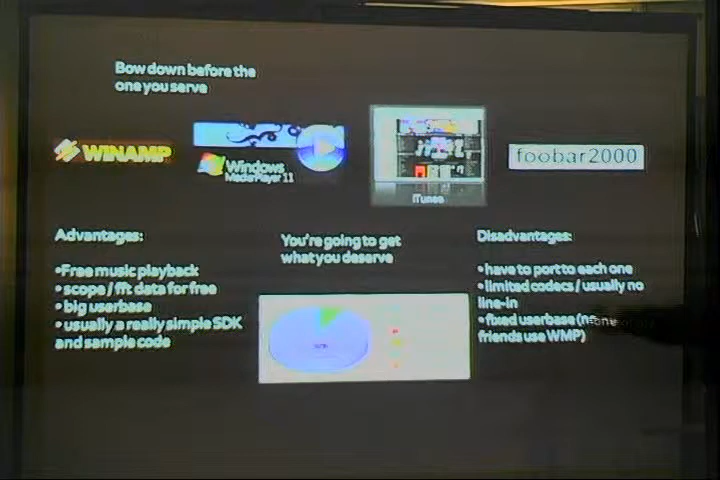 Bow down before the
one you serve
WINAMP
Windows
Media Player 11
iTunes
foobar2000
Advantages:
•Free music playback
• scope / fft data for free
• big userbase
• usually a really simple SDK
and sample code
You're going to get
what you deserve
Disadvantages:
• have to port to each one
• limited codecs / usually no
line-in
• fixed userbase
friends use WMP)